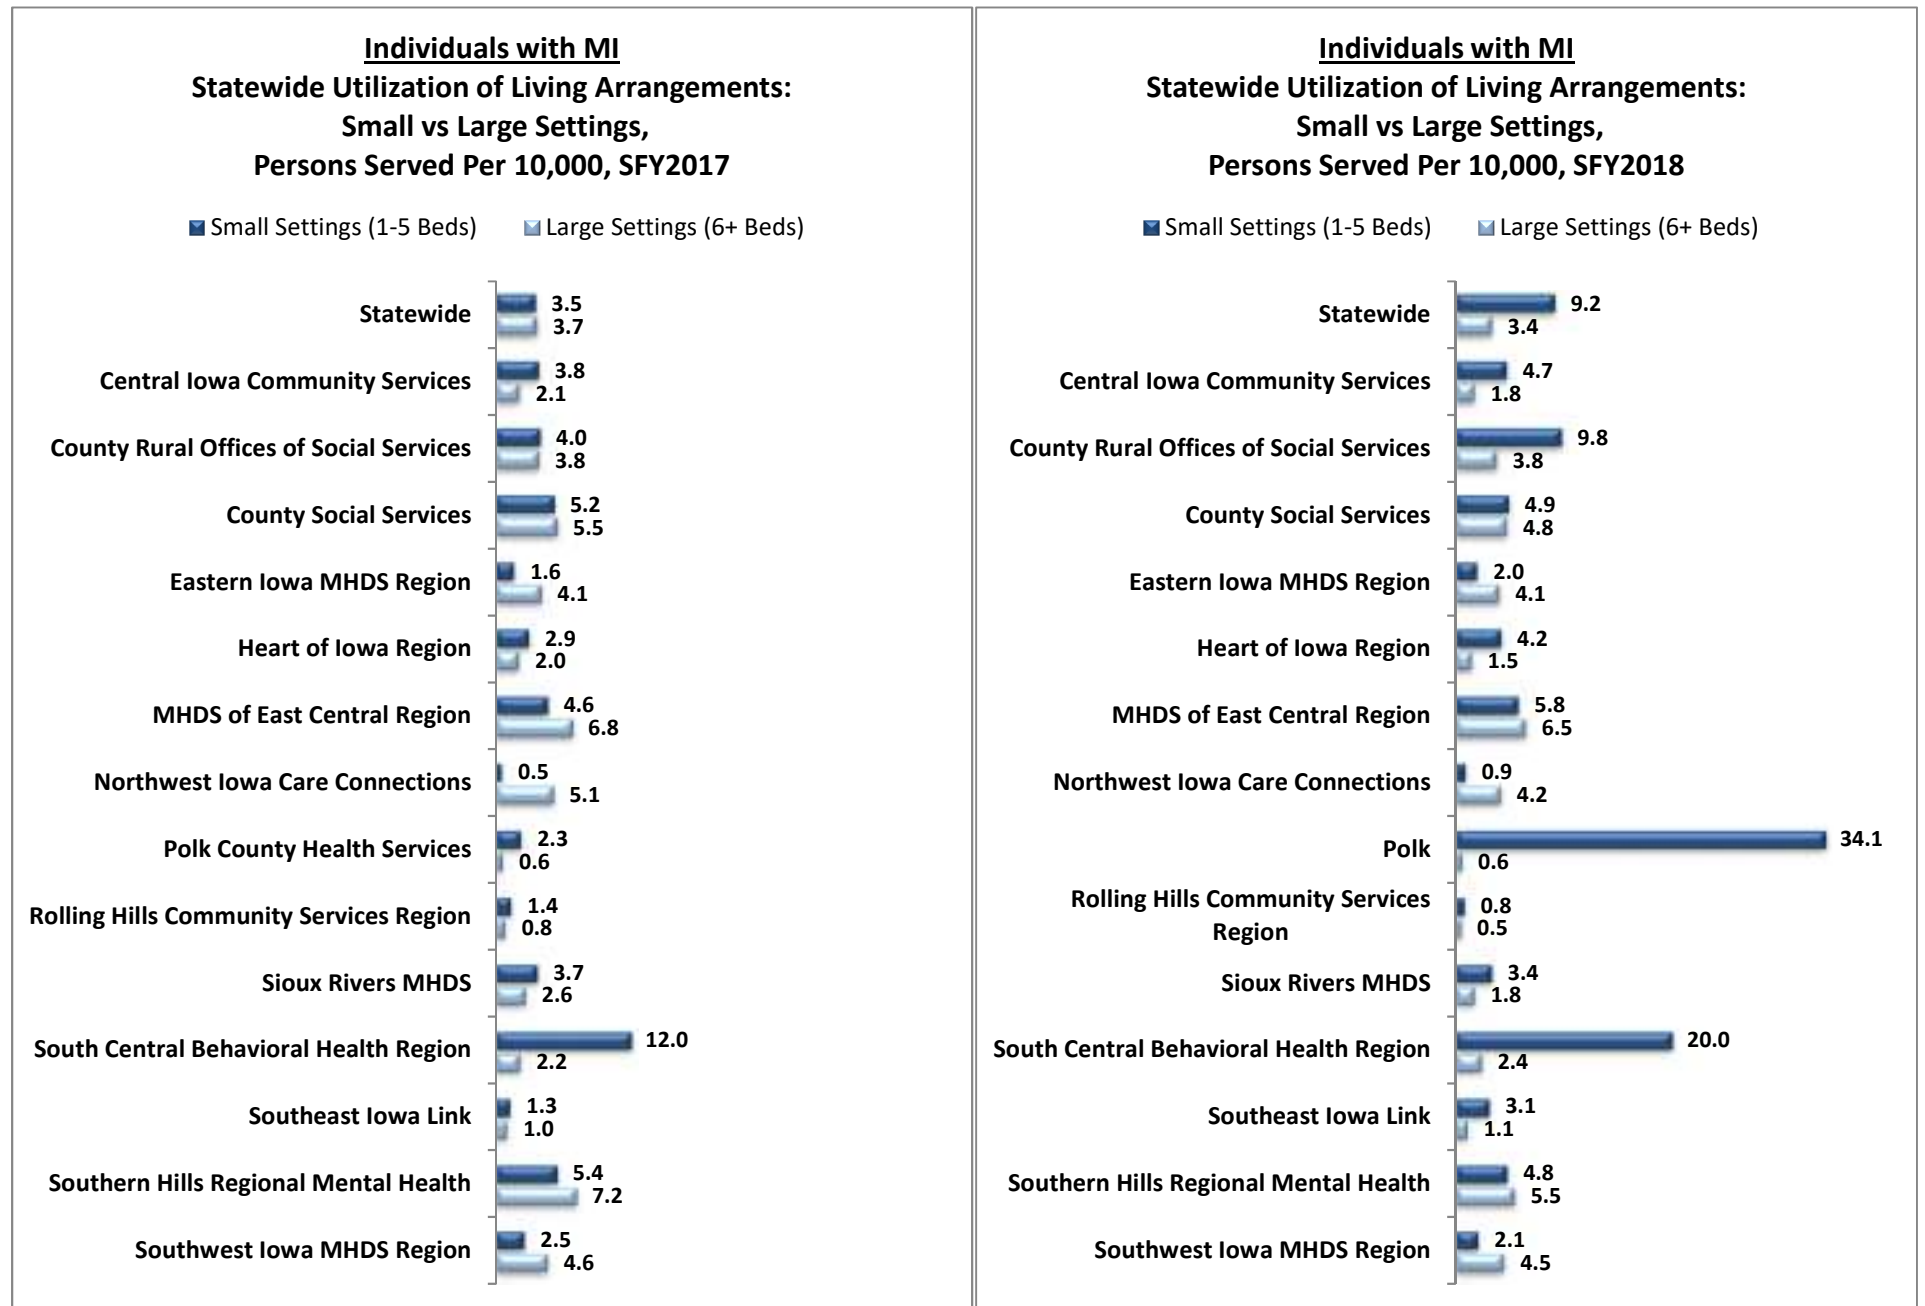 Individuals with MI
Statewide Utilization of Living Arrangements:
Small vs Large Settings,
Persons Served Per 10,000, SFY2017
Small Settings (1-5 Beds) Large Settings (6+ Beds)
Statewide
3.5
3.7
Central Iowa Community Services
3.8
2.1
County Rural Offices of Social Services
4.0
3.8
County Social Services
5.2
5.5
Eastern Iowa MHDS Region
1.6
4.1
Heart of Iowa Region
2.9
2.0
MHDS of East Central Region
4.6
6.8
Northwest Iowa Care Connections
0.5
5.1
Polk County Health Services
2.3
0.6
Rolling Hills Community Services Region
1.4
0.8
Sioux Rivers MHDS
3.7
2.6
South Central Behavioral Health Region
12.0
2.2
Southeast Iowa Link
1.3
1.0
Southern Hills Regional Mental Health
5.4
7.2
Southwest Iowa MHDS Region
2.5
4.6
Individuals with MI
Statewide Utilization of Living Arrangements:
Small vs Large Settings,
Persons Served Per 10,000, SFY2018
Small Settings (1-5 Beds) Large Settings (6+ Beds)
Statewide
9.2
3.4
Central Iowa Community Services
4.7
1.8
County Rural Offices of Social Services
9.8
3.8
County Social Services
4.9
4.8
Eastern Iowa MHDS Region
2.0
4.1
Heart of Iowa Region
4.2
1.5
MHDS of East Central Region
5.8
6.5
Northwest Iowa Care Connections
0.9
4.2
Polk
34.1
0.6
Rolling Hills Community Services
Region
0.8
0.5
Sioux Rivers MHDS
3.4
1.8
South Central Behavioral Health Region
20.0
2.4
Southeast Iowa Link
3.1
1.1
Southern Hills Regional Mental Health
4.8
5.5
Southwest Iowa MHDS Region
2.1
4.5